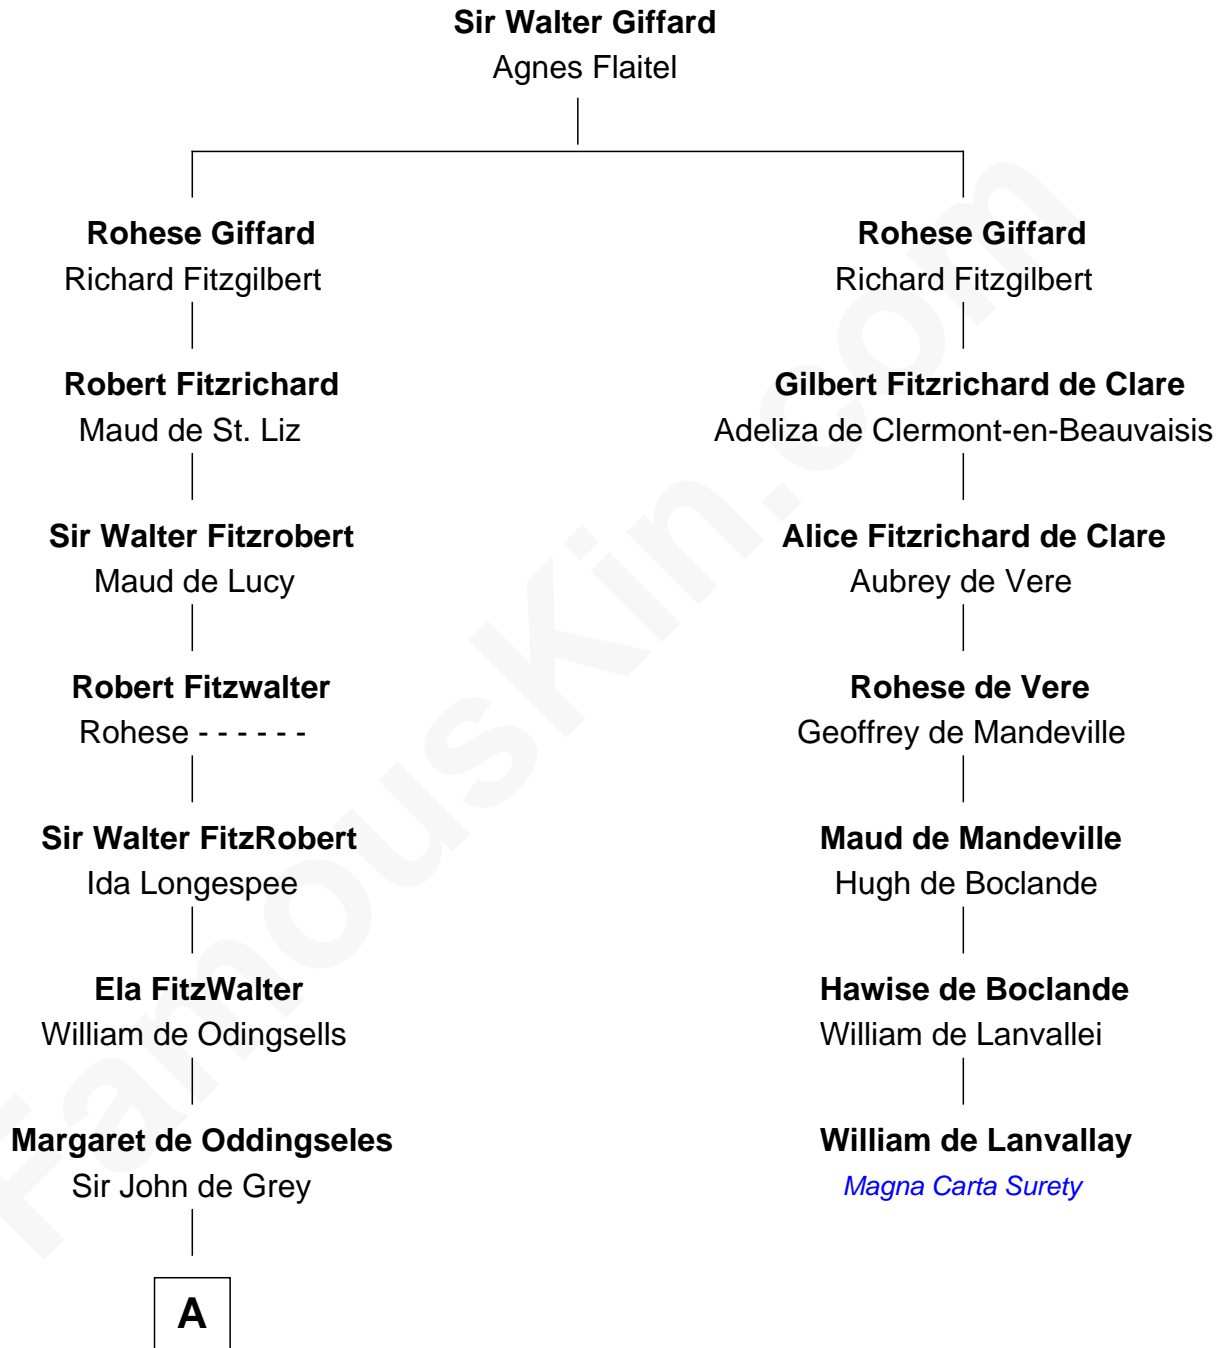 Sir Walter Giffard
Agnes Flaitel
Rohese Giffard
Richard Fitzgilbert
Robert Fitzrichard
Maud de St. Liz
Sir Walter Fitzrobert
Maud de Lucy
Robert Fitzwalter
Rohese - - - - - -
Sir Walter FitzRobert
Ida Longespee
Ela FitzWalter
William de Odingsells
Margaret de Oddingseles
Sir John de Grey
A
Rohese Giffard
Richard Fitzgilbert
Gilbert Fitzrichard de Clare
Adeliza de Clermont-en-Beauvaisis
Alice Fitzrichard de Clare
Aubrey de Vere
Rohese de Vere
Geoffrey de Mandeville
Maud de Mandeville
Hugh de Boclande
Hawise de Boclande
William de Lanvallei
William de Lanvallay
Magna Carta Surety
FamousKin.com